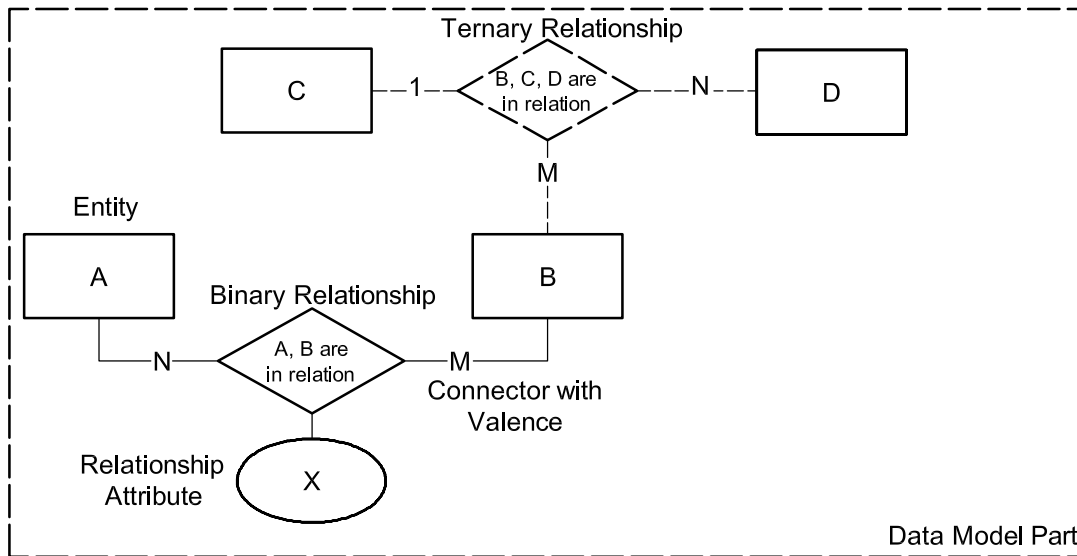 Ternary Relationship
C
1
B, C, D are
in relation
N
D
M
Entity
A
B
Binary Relationship
A, B are
in relation
N
M
Connector with
Valence
Relationship
Attribute
X
Data Model Part